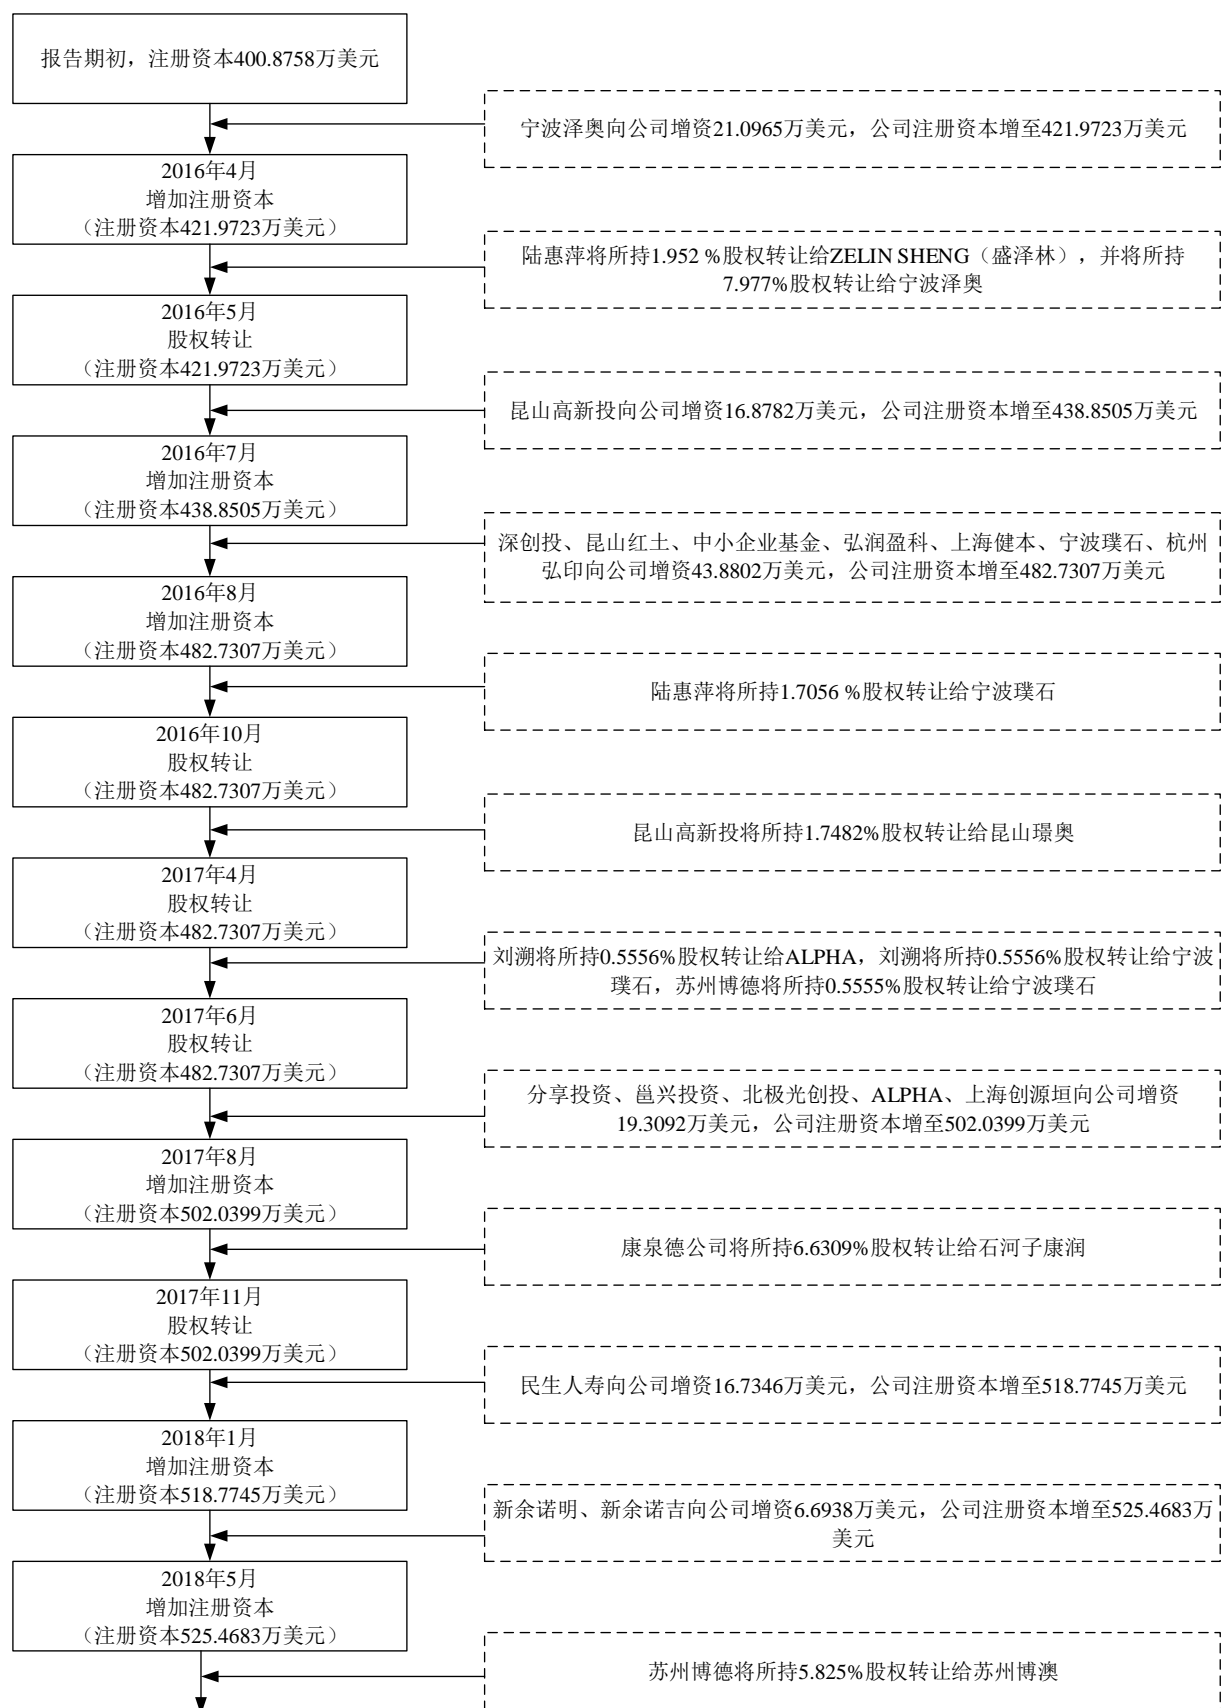 报告期初，注册资本400.8758万美元
宁波泽奥向公司增资21.0965万美元，公司注册资本增至421.9723万美元
2016年4月
增加注册资本
（注册资本421.9723万美元）
陆惠萍将所持1.952 %股权转让给ZELIN SHENG（盛泽林），并将所持
7.977%股权转让给宁波泽奥
2016年5月
股权转让
（注册资本421.9723万美元）
昆山高新投向公司增资16.8782万美元，公司注册资本增至438.8505万美元
2016年7月
增加注册资本
（注册资本438.8505万美元）
深创投、昆山红土、中小企业基金、弘润盈科、上海健本、宁波璞石、杭州
弘印向公司增资43.8802万美元，公司注册资本增至482.7307万美元
2016年8月
增加注册资本
（注册资本482.7307万美元）
陆惠萍将所持1.7056 %股权转让给宁波璞石
2016年10月
股权转让
（注册资本482.7307万美元）
昆山高新投将所持1.7482%股权转让给昆山璟奥
2017年4月
股权转让
（注册资本482.7307万美元）
刘溯将所持0.5556%股权转让给ALPHA，刘溯将所持0.5556%股权转让给宁波
璞石，苏州博德将所持0.5555%股权转让给宁波璞石
2017年6月
股权转让
（注册资本482.7307万美元）
分享投资、邕兴投资、北极光创投、ALPHA、上海创源垣向公司增资
19.3092万美元，公司注册资本增至502.0399万美元
2017年8月
增加注册资本
（注册资本502.0399万美元）
康泉德公司将所持6.6309%股权转让给石河子康润
2017年11月
股权转让
（注册资本502.0399万美元）
民生人寿向公司增资16.7346万美元，公司注册资本增至518.7745万美元
2018年1月
增加注册资本
（注册资本518.7745万美元）
新余诺明、新余诺吉向公司增资6.6938万美元，公司注册资本增至525.4683万
美元
2018年5月
增加注册资本
（注册资本525.4683万美元）
苏州博德将所持5.825%股权转让给苏州博澳